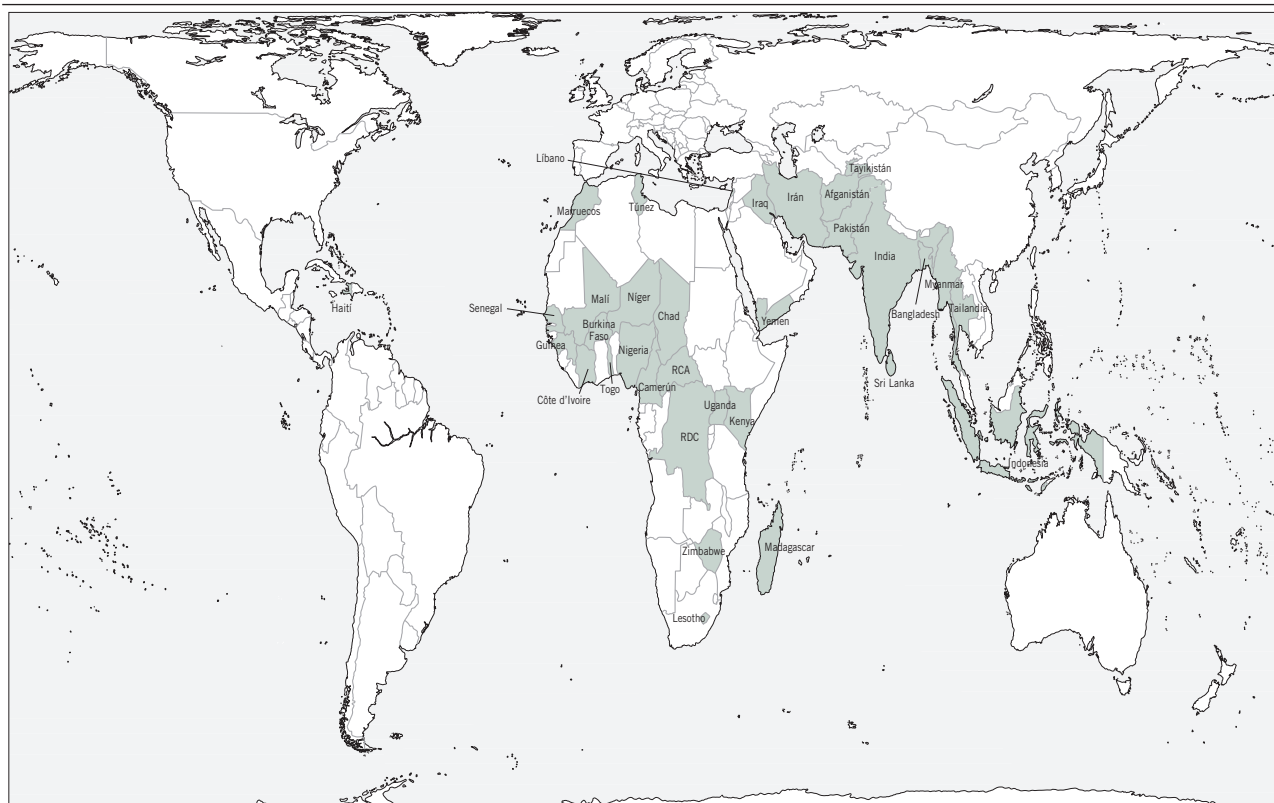 Líbano
Tayikistán
Irán
Afganistán
Iraq
Marruecos
Túnez
Pakistán
India
Haití
Senegal
Malí
Níger
Chad
Myanmar
Tailandia
Bangladesh
Yemen
Burkina
Faso
Guinea
Nigeria
RCA
Sri Lanka
Camerún
Togo
Côte d'Ivoire
Uganda
Kenya
RDC
Indonesia
Zimbabwe
Madagascar
Lesotho